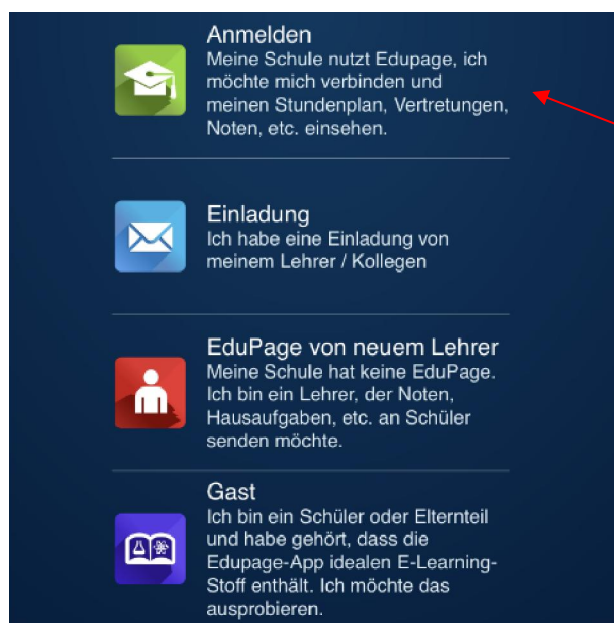 Anmelden
Meine Schule nutzt Edupage, ich
möchte mich verbinden und
meinen Stundenplan, Vertretungen,
Noten, etc. einsehen.
Einladung
Ich habe eine Einladung von
meinem Lehrer / Kollegen
EduPage von neuem Lehrer
Meine Schule hat keine EduPage.
Ich bin ein Lehrer, der Noten,
Hausaufgaben, etc. an Schüler
senden möchte.
Gast
Ich bin ein Schüler oder Elternteil
und habe gehört, dass die
Edupage-App idealen E-Learning-
Stoff enthält. Ich möchte das
ausprobieren.